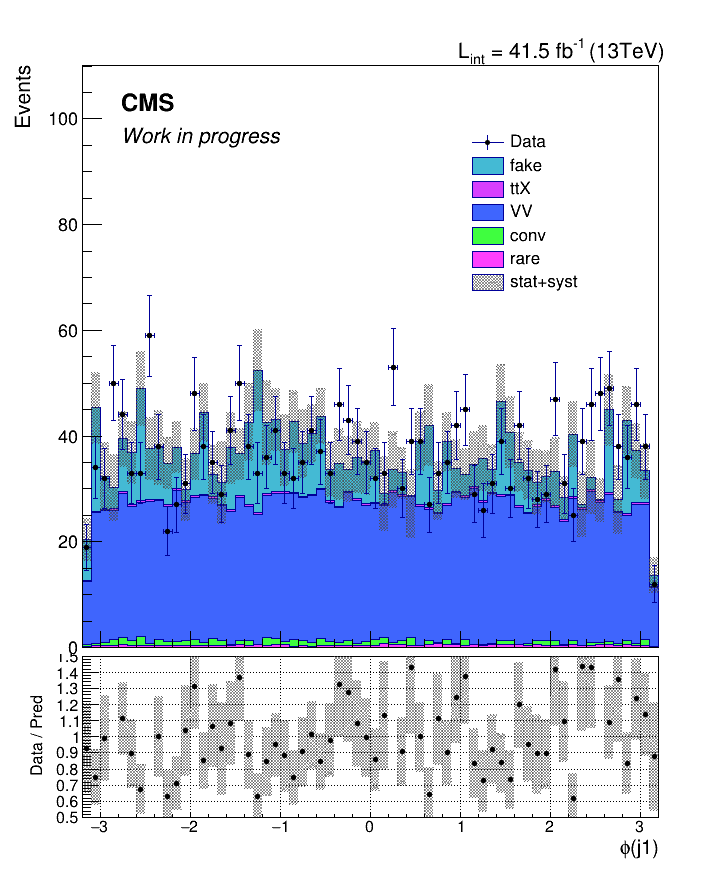 L_int = 41.5 fb^-1 (13TeV)
Events
CMS
Work in progress
Data
fake
ttX
VV
conv
rare
stat+syst
100
80
60
40
20
0
1.5
1.4
1.3
1.2
1.1
1
0.9
0.8
0.7
0.6
0.5
Data / Pred
−3 −2 −1 0 1 2 3
ϕ(j1)